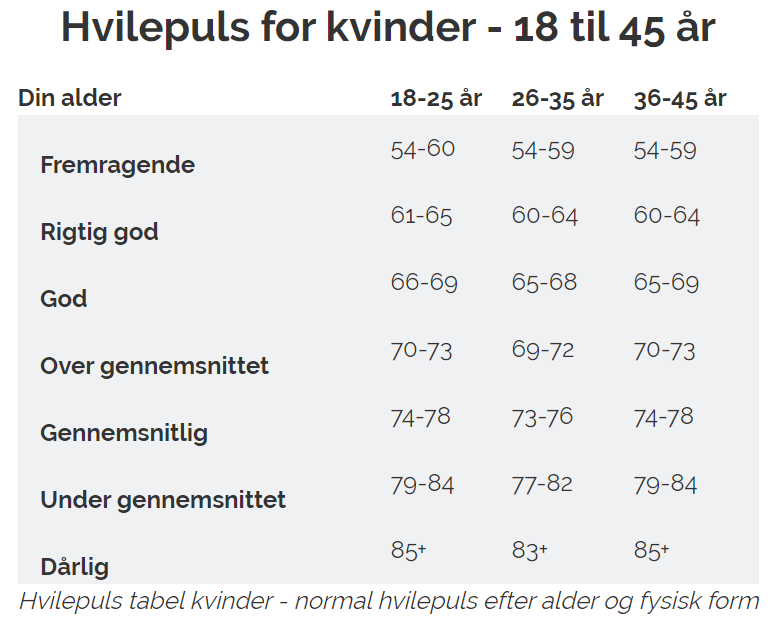 Hvilepuls for kvinder - 18 til 45 år
Din alder 18-25 år 26-35 år 36-45 år
Fremragende 54-60 54-59 54-59
Rigtig god 61-65 60-64 60-64
God 66-69 65-68 65-69
Over gennemsnittet 70-73 69-72 70-73
Gennemsnitlig 74-78 73-76 74-78
Under gennemsnittet 79-84 77-82 79-84
Dårlig 85+ 83+ 85+
Hvilepuls tabel kvinder - normal hvilepuls efter alder og fysisk form